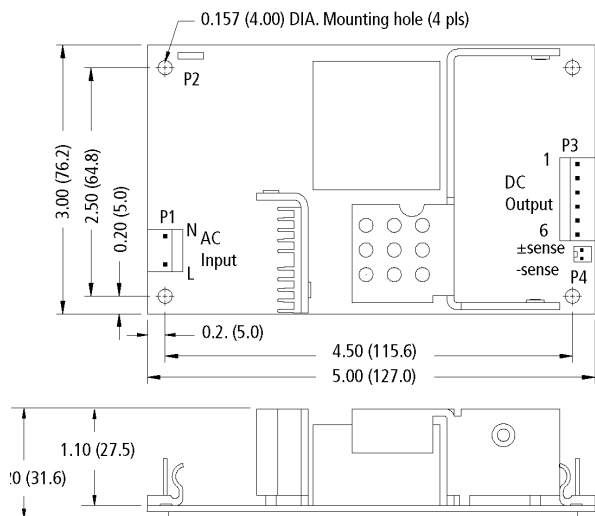 0.157 (4.00) DIA. Mounting hole (4 pls)
P2
3.00 (76.2)
2.50 (64.8)
0.20 (5.0)
P1
N
AC
Input
L
P3
1
DC
Output
6
±sense
-sense
P4
0.2. (5.0)
4.50 (115.6)
5.00 (127.0)
1.10 (27.5)
20 (31.6)